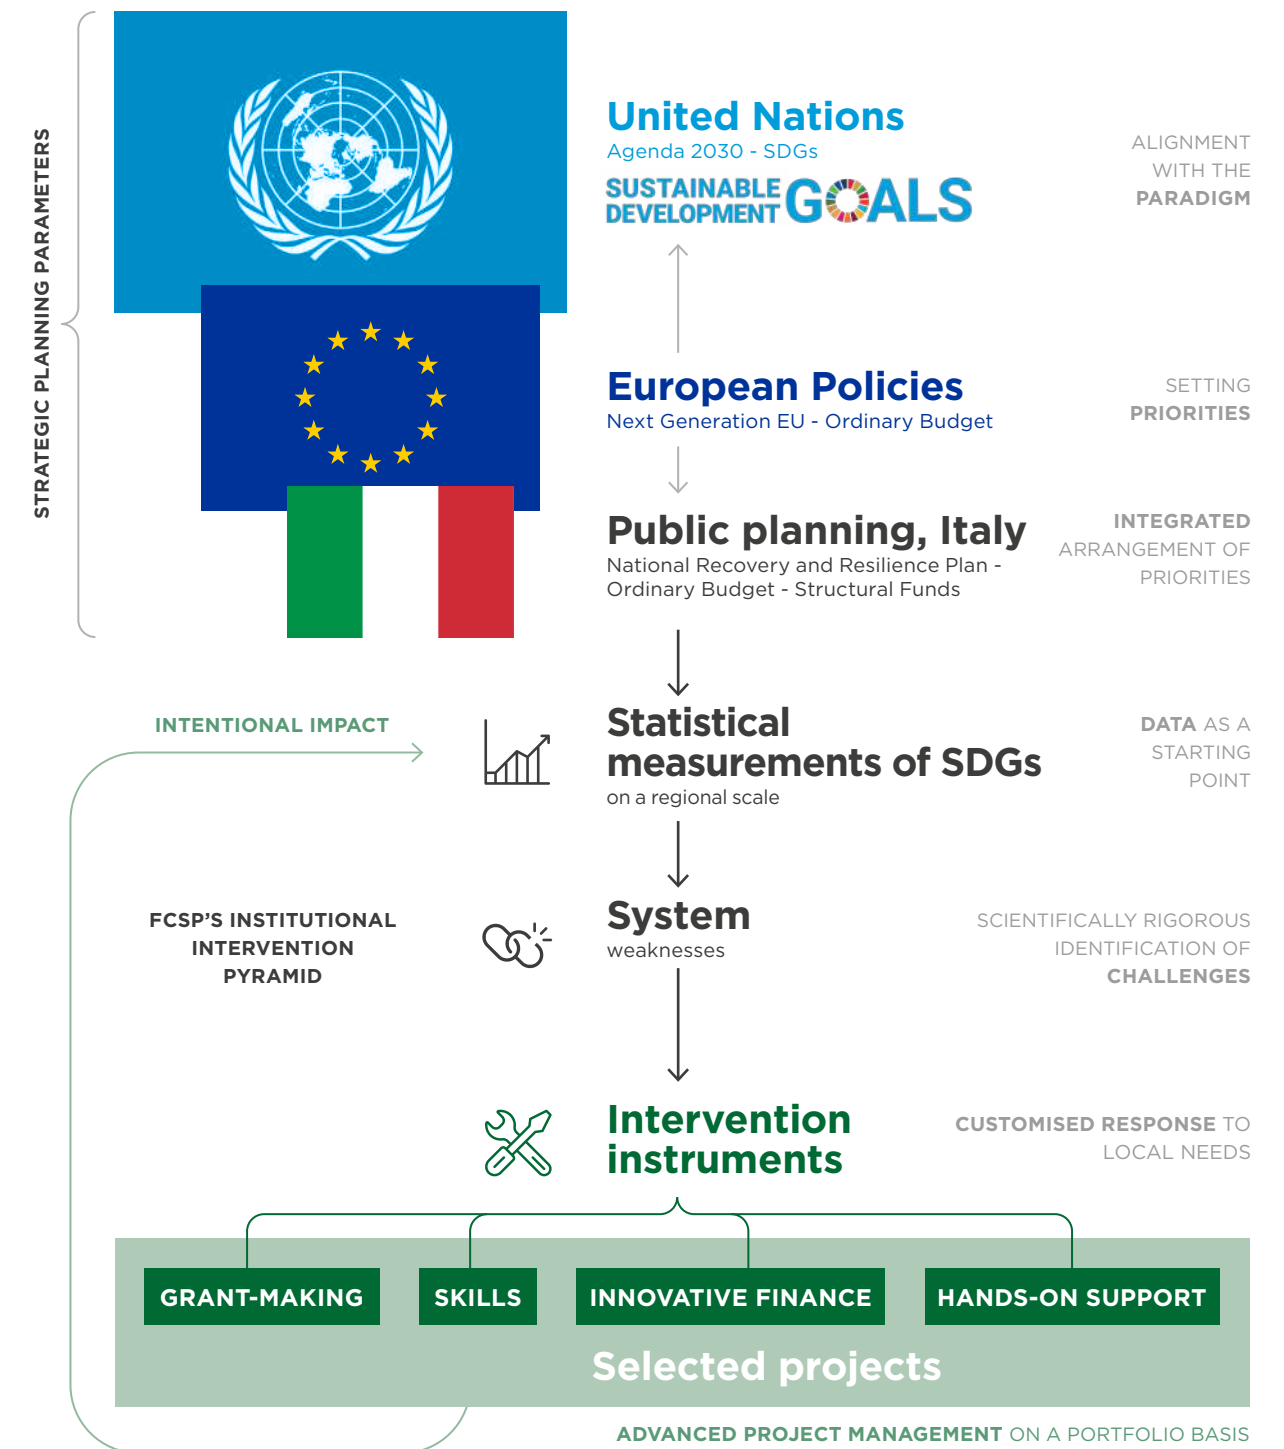 STRATEGIC PLANNING PARAMETERS
United Nations
Agenda 2030 - SDGs
SUSTAINABLE
DEVELOPMENT
GOALS
ALIGNMENT
WITH THE
PARADIGM
European Policies
Next Generation EU - Ordinary Budget
SETTING
PRIORITIES
Public planning, Italy
National Recovery and Resilience Plan -
Ordinary Budget - Structural Funds
INTEGRATED
ARRANGEMENT OF
PRIORITIES
INTENTIONAL IMPACT
Statistical
measurements of SDGs
on a regional scale
DATA AS A
STARTING
POINT
FCSP'S INSTITUTIONAL
INTERVENTION
PYRAMID
System
weaknesses
SCIENTIFICALLY RIGOROUS
IDENTIFICATION OF
CHALLENGES
Intervention
instruments
CUSTOMISED RESPONSE TO
LOCAL NEEDS
GRANT-MAKING
SKILLS
INNOVATIVE FINANCE
HANDS-ON SUPPORT
Selected projects
ADVANCED PROJECT MANAGEMENT ON A PORTFOLIO BASIS